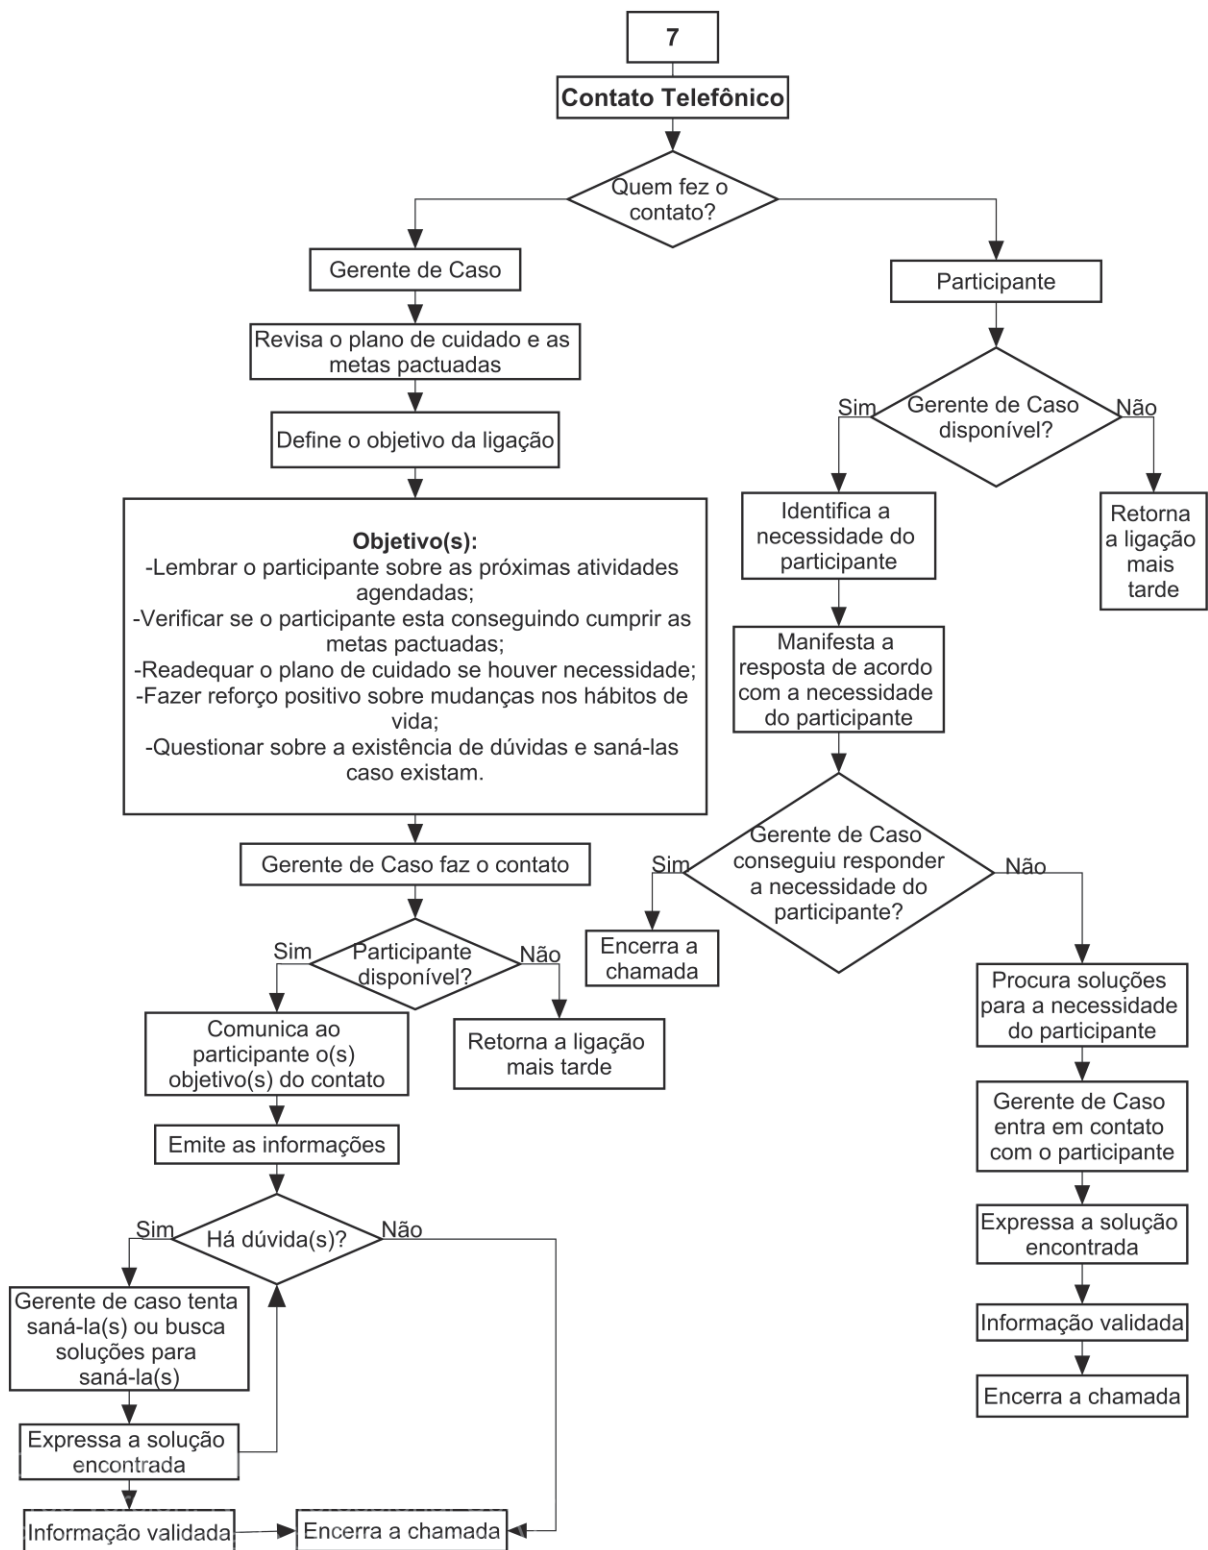 7
Contato Telefônico
Quem fez o
contato?
Gerente de Caso
Revisa o plano de cuidado e as
metas pactuadas
Define o objetivo da ligação
Objetivo(s):
-Lembrar o participante sobre as próximas atividades
agendadas;
-Verificar se o participante esta conseguindo cumprir as
metas pactuadas;
-Readequar o plano de cuidado se houver necessidade;
-Fazer reforço positivo sobre mudanças nos hábitos de
vida;
-Questionar sobre a existência de dúvidas e saná-las
caso existam.
Gerente de Caso faz o contato
Participante
disponível?
Sim
Não
Comunica ao
participante o(s)
objetivo(s) do contato
Retorna a ligação
mais tarde
Emite as informações
Há dúvida(s)?
Sim
Não
Gerente de caso tenta
saná-la(s) ou busca
soluções para
saná-la(s)
Expressa a solução
encontrada
Informação validada
Encerra a chamada
Participante
Gerente de Caso
disponível?
Sim
Não
Identifica a
necessidade do
participante
Retorna
a ligação
mais
tarde
Manifesta a
resposta de acordo
com a necessidade
do participante
Gerente de Caso
conseguiu responder
a necessidade do
participante?
Sim
Não
Encerra a
chamada
Procura soluções
para a necessidade
do participante
Gerente de Caso
entra em contato
com o participante
Expressa a solução
encontrada
Informação validada
Encerra a chamada